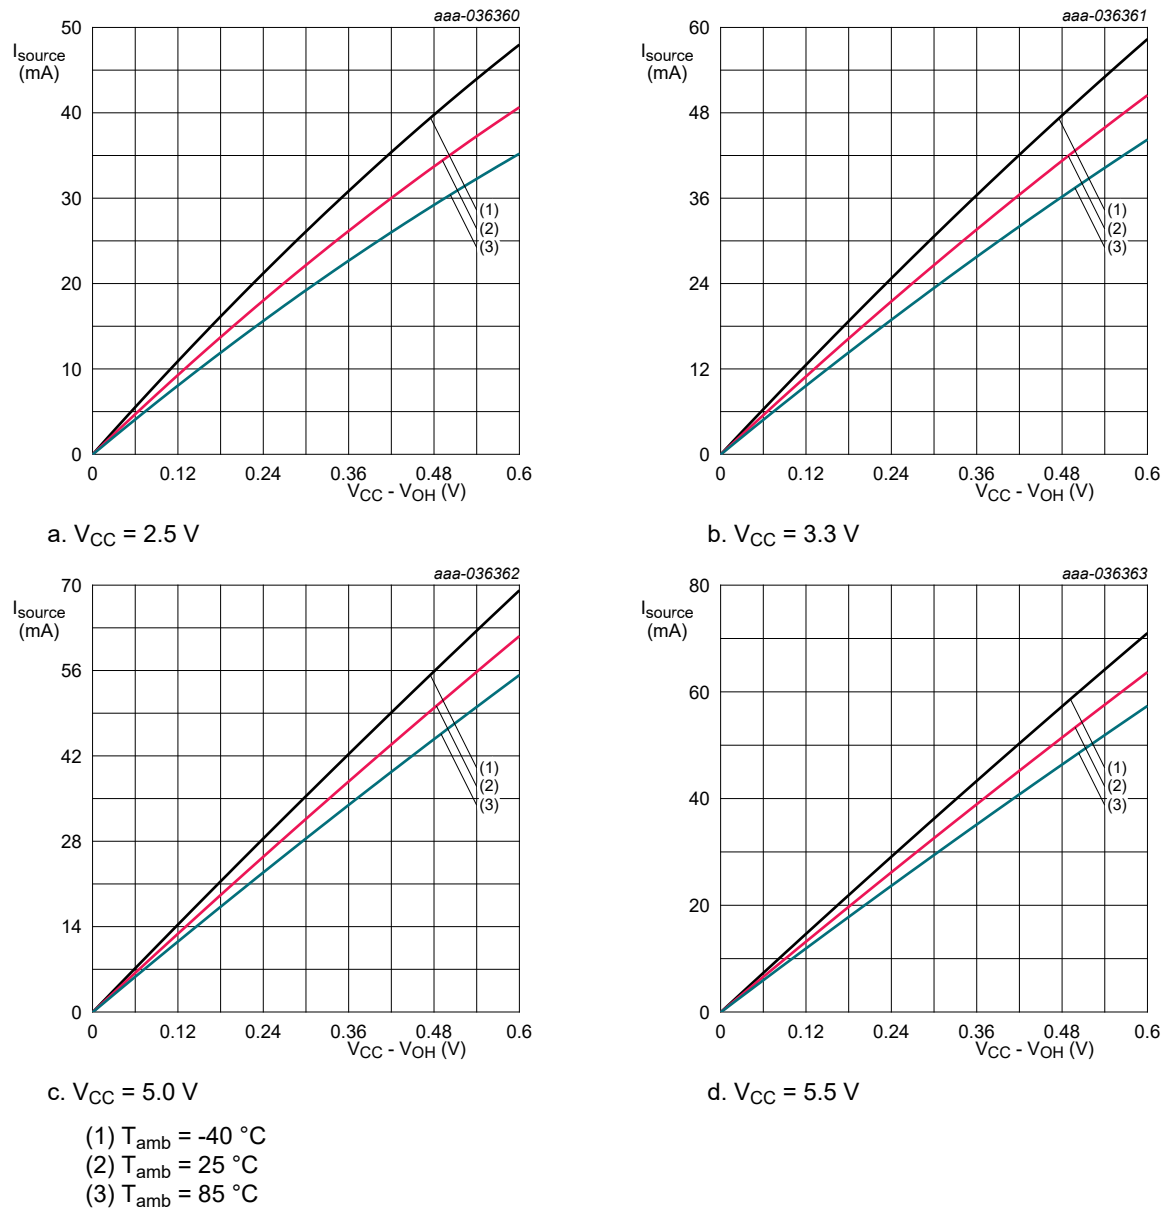 aaa-036360
Isource
(mA)
50
40
30
20
10
0
(1)
(2)
(3)
0 0.12 0.24 0.36 0.48 0.6
VCC - VOH (V)
a. VCC = 2.5 V
aaa-036361
Isource
(mA)
60
48
36
24
12
0
(1)
(2)
(3)
0 0.12 0.24 0.36 0.48 0.6
VCC - VOH (V)
b. VCC = 3.3 V
aaa-036362
Isource
(mA)
70
56
42
28
14
0
(1)
(2)
(3)
0 0.12 0.24 0.36 0.48 0.6
VCC - VOH (V)
c. VCC = 5.0 V
aaa-036363
Isource
(mA)
80
60
40
20
0
(1)
(2)
(3)
0 0.12 0.24 0.36 0.48 0.6
VCC - VOH (V)
d. VCC = 5.5 V
(1) Tamb = -40 °C
(2) Tamb = 25 °C
(3) Tamb = 85 °C